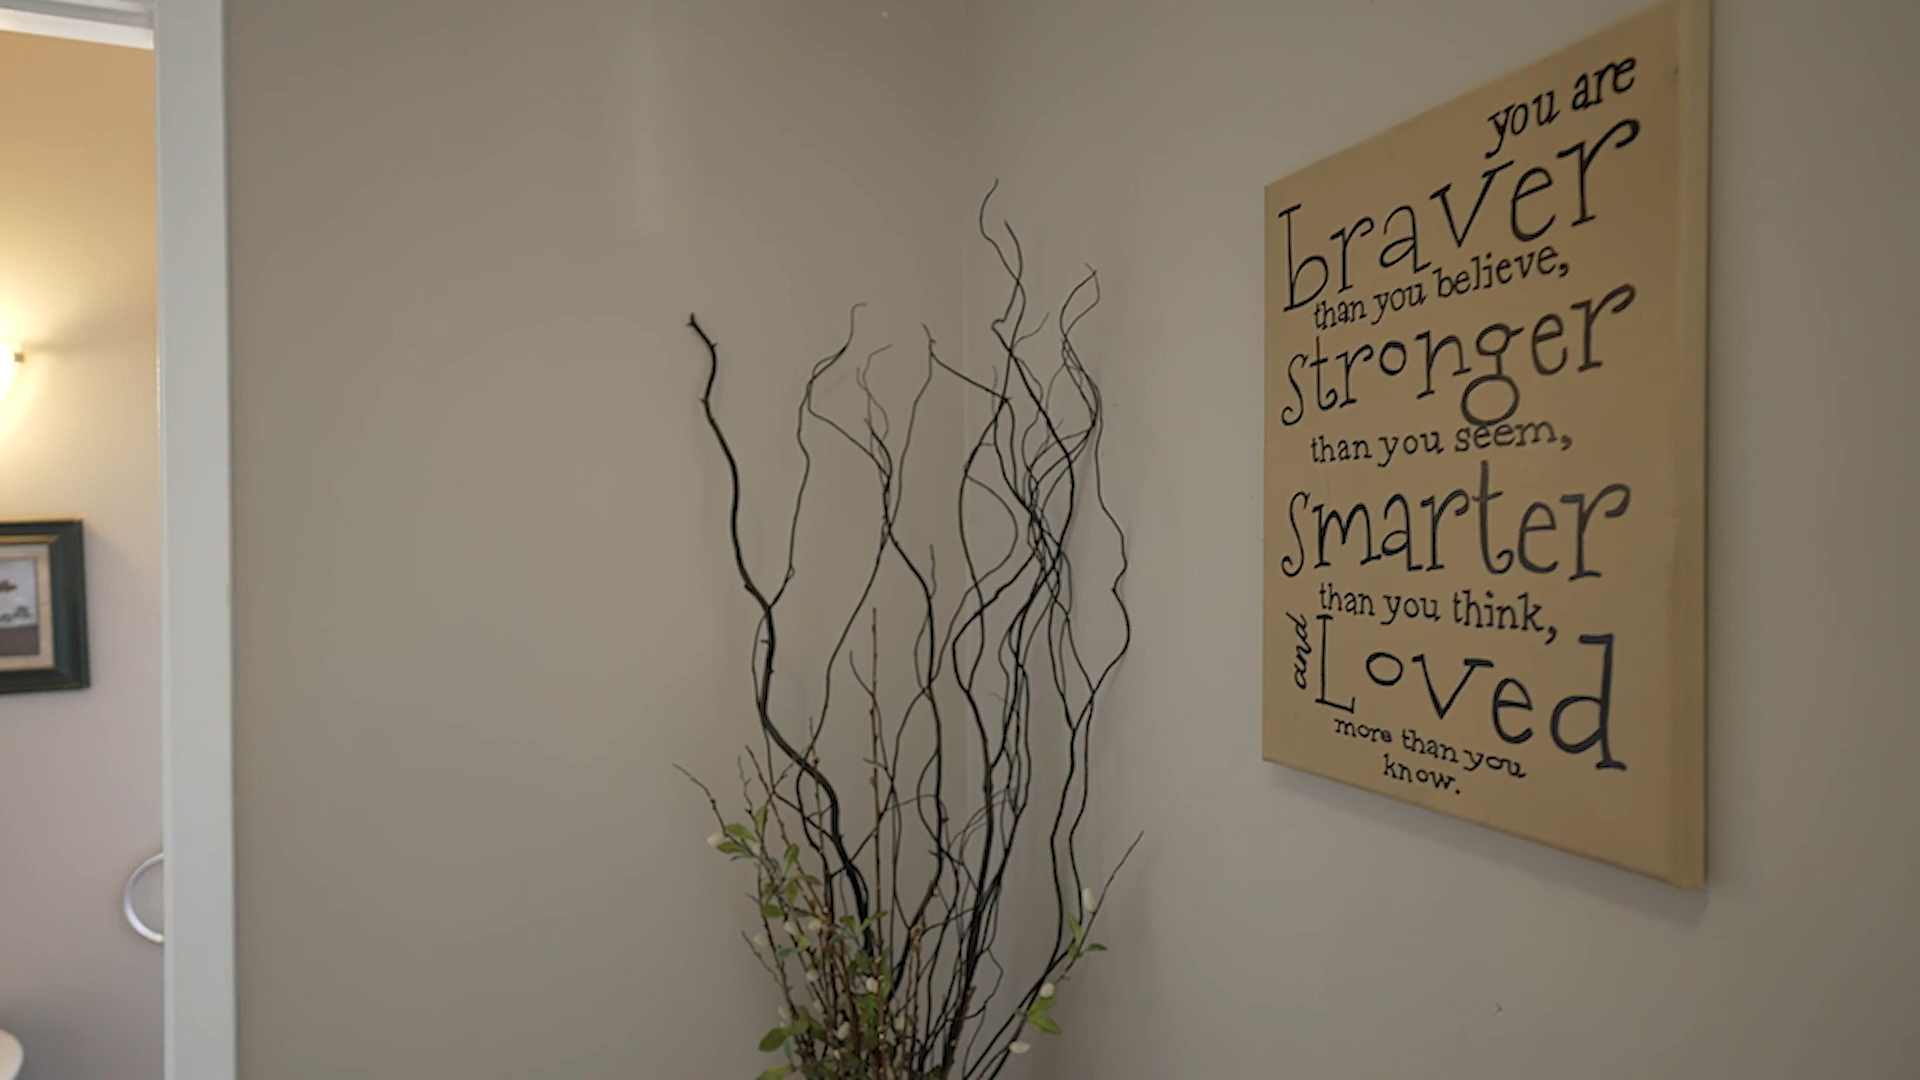 you are
braver
than you believe,
stronger
than you seem,
smarter
than you think,
and Loved
more than you
know.